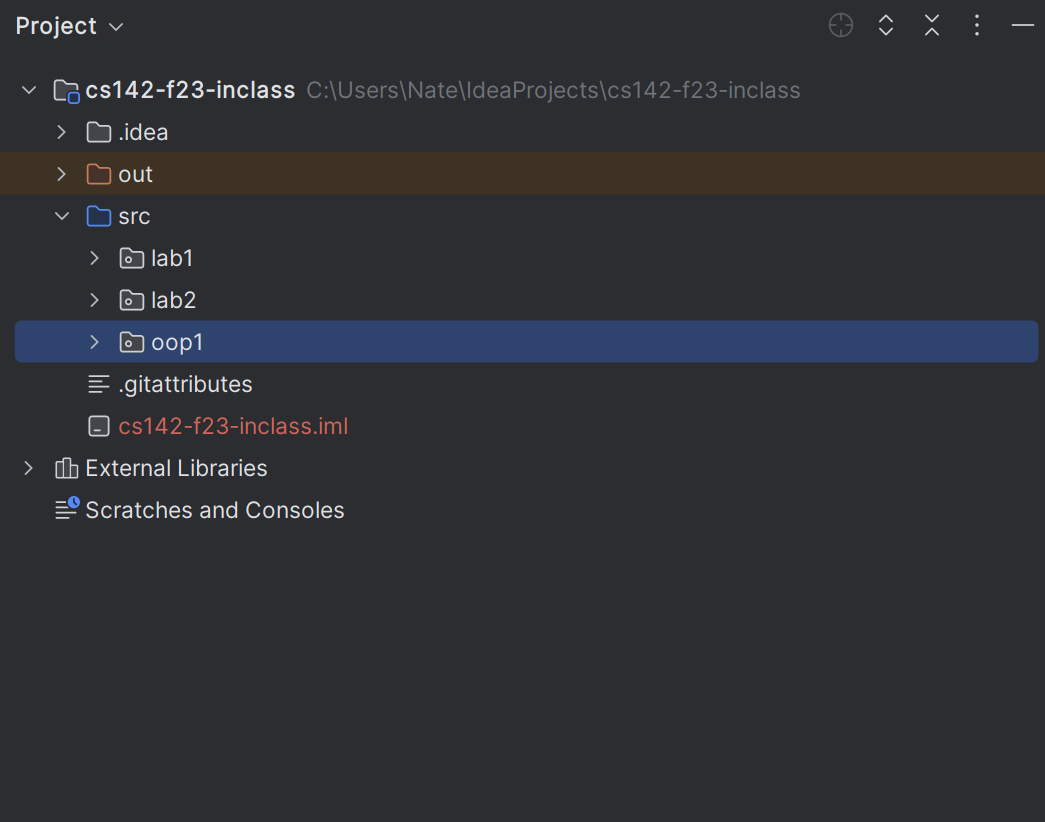 Project
cs142-f23-inclass C:\Users\Nate\IdeaProjects\cs142-f23-inclass
.idea
out
src
lab1
lab2
oop1
.gitattributes
cs142-f23-inclass.iml
External Libraries
Scratches and Consoles